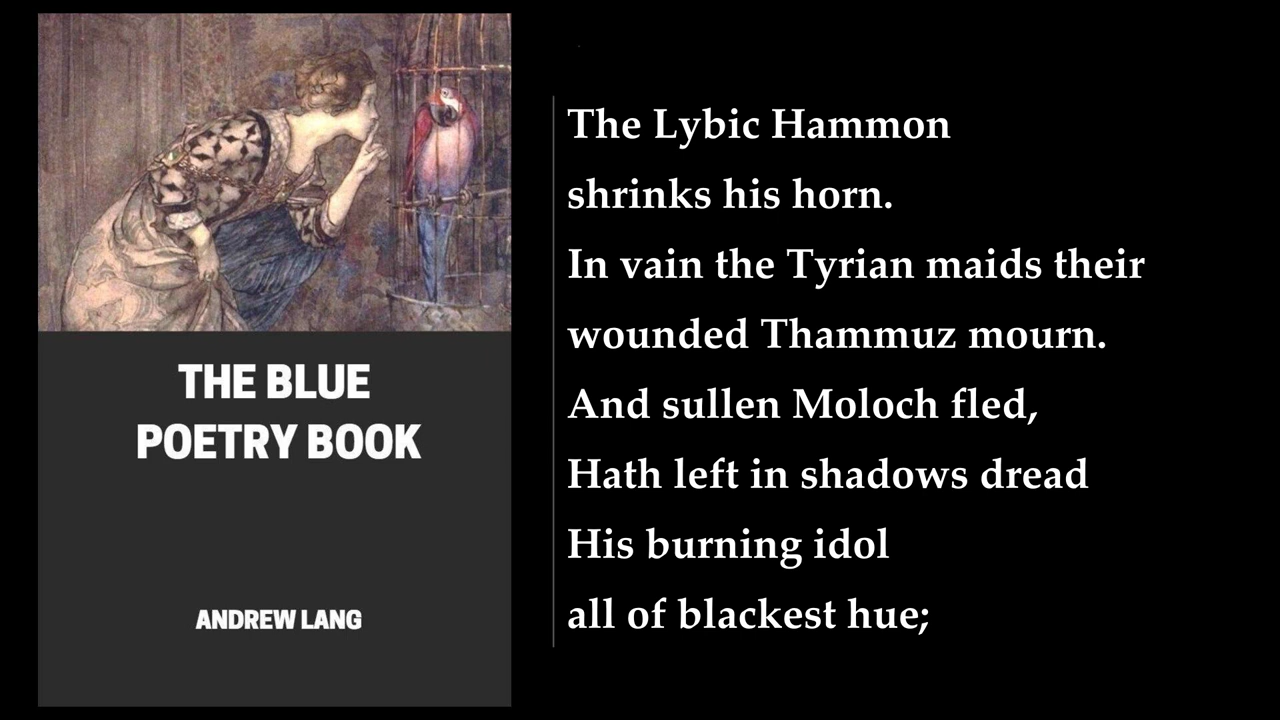 THE BLUE
POETRY BOOK
ANDREW LANG
The Lybic Hammon
shrinks his horn.
In vain the Tyrian maids their
wounded Thammuz mourn.
And sullen Moloch fled,
Hath left in shadows dread
His burning idol
all of blackest hue;